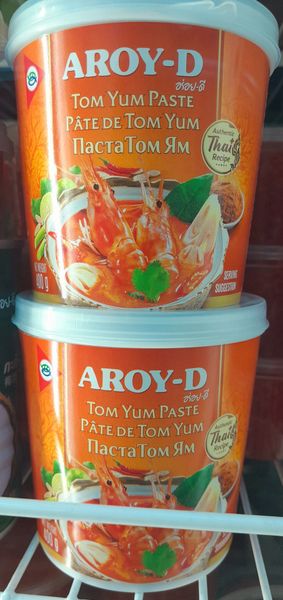 AROY-D
อร่อย-ดี
TOM YUM PASTE
PÂTE DE TOM YUM
ПАСТА ТОМ ЯМ
Authentic
Thai
Recipe
SERVING
SUGGESTION
AROY-D
อร่อย-ดี
TOM YUM PASTE
PÂTE DE TOM YUM
ПАСТА ТОМ ЯМ
Authentic
Thai
Recipe